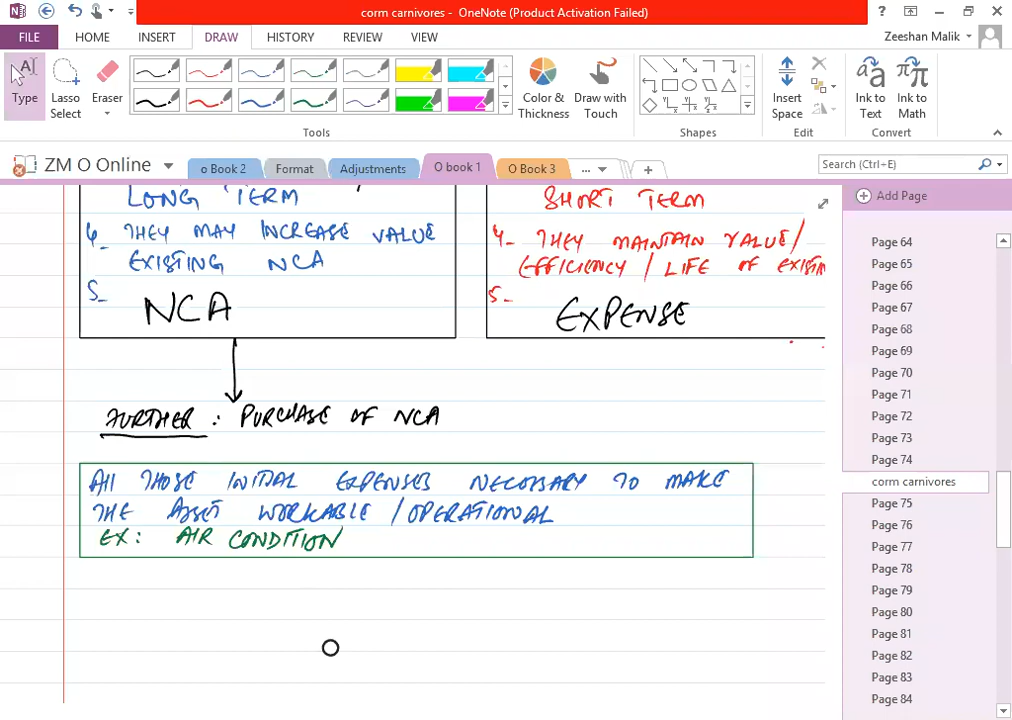 corm carnivores - OneNote (Product Activation Failed)
FILE HOME INSERT DRAW HISTORY REVIEW VIEW Zeeshan Malik
Type Lasso Select Eraser Color & Thickness Draw with Touch Insert Space Ink to Text Ink to Math
Tools Shapes Edit Convert
ZM O Online o Book 2 Format Adjustments O book 1 O Book 3 ... Search (Ctrl+E)
Add Page
LONG TERM
4- THEY MAY INCREASE VALUE
EXISTING NCA
5-
NCA
SHORT TERM
4- THEY MAINTAIN VALUE/
EFFICIENCY / LIFE OF EXISTIN
5-
EXPENSE
FURTHER : PURCHASE OF NCA
All THOSE INITIAL EXPENSES NECESSARY TO MAKE
THE ASSET WORKABLE / OPERATIONAL
EX: AIR CONDITION
Page 64
Page 65
Page 66
Page 67
Page 68
Page 69
Page 70
Page 71
Page 72
Page 73
Page 74
corm carnivores
Page 75
Page 76
Page 77
Page 78
Page 79
Page 80
Page 81
Page 82
Page 83
Page 84